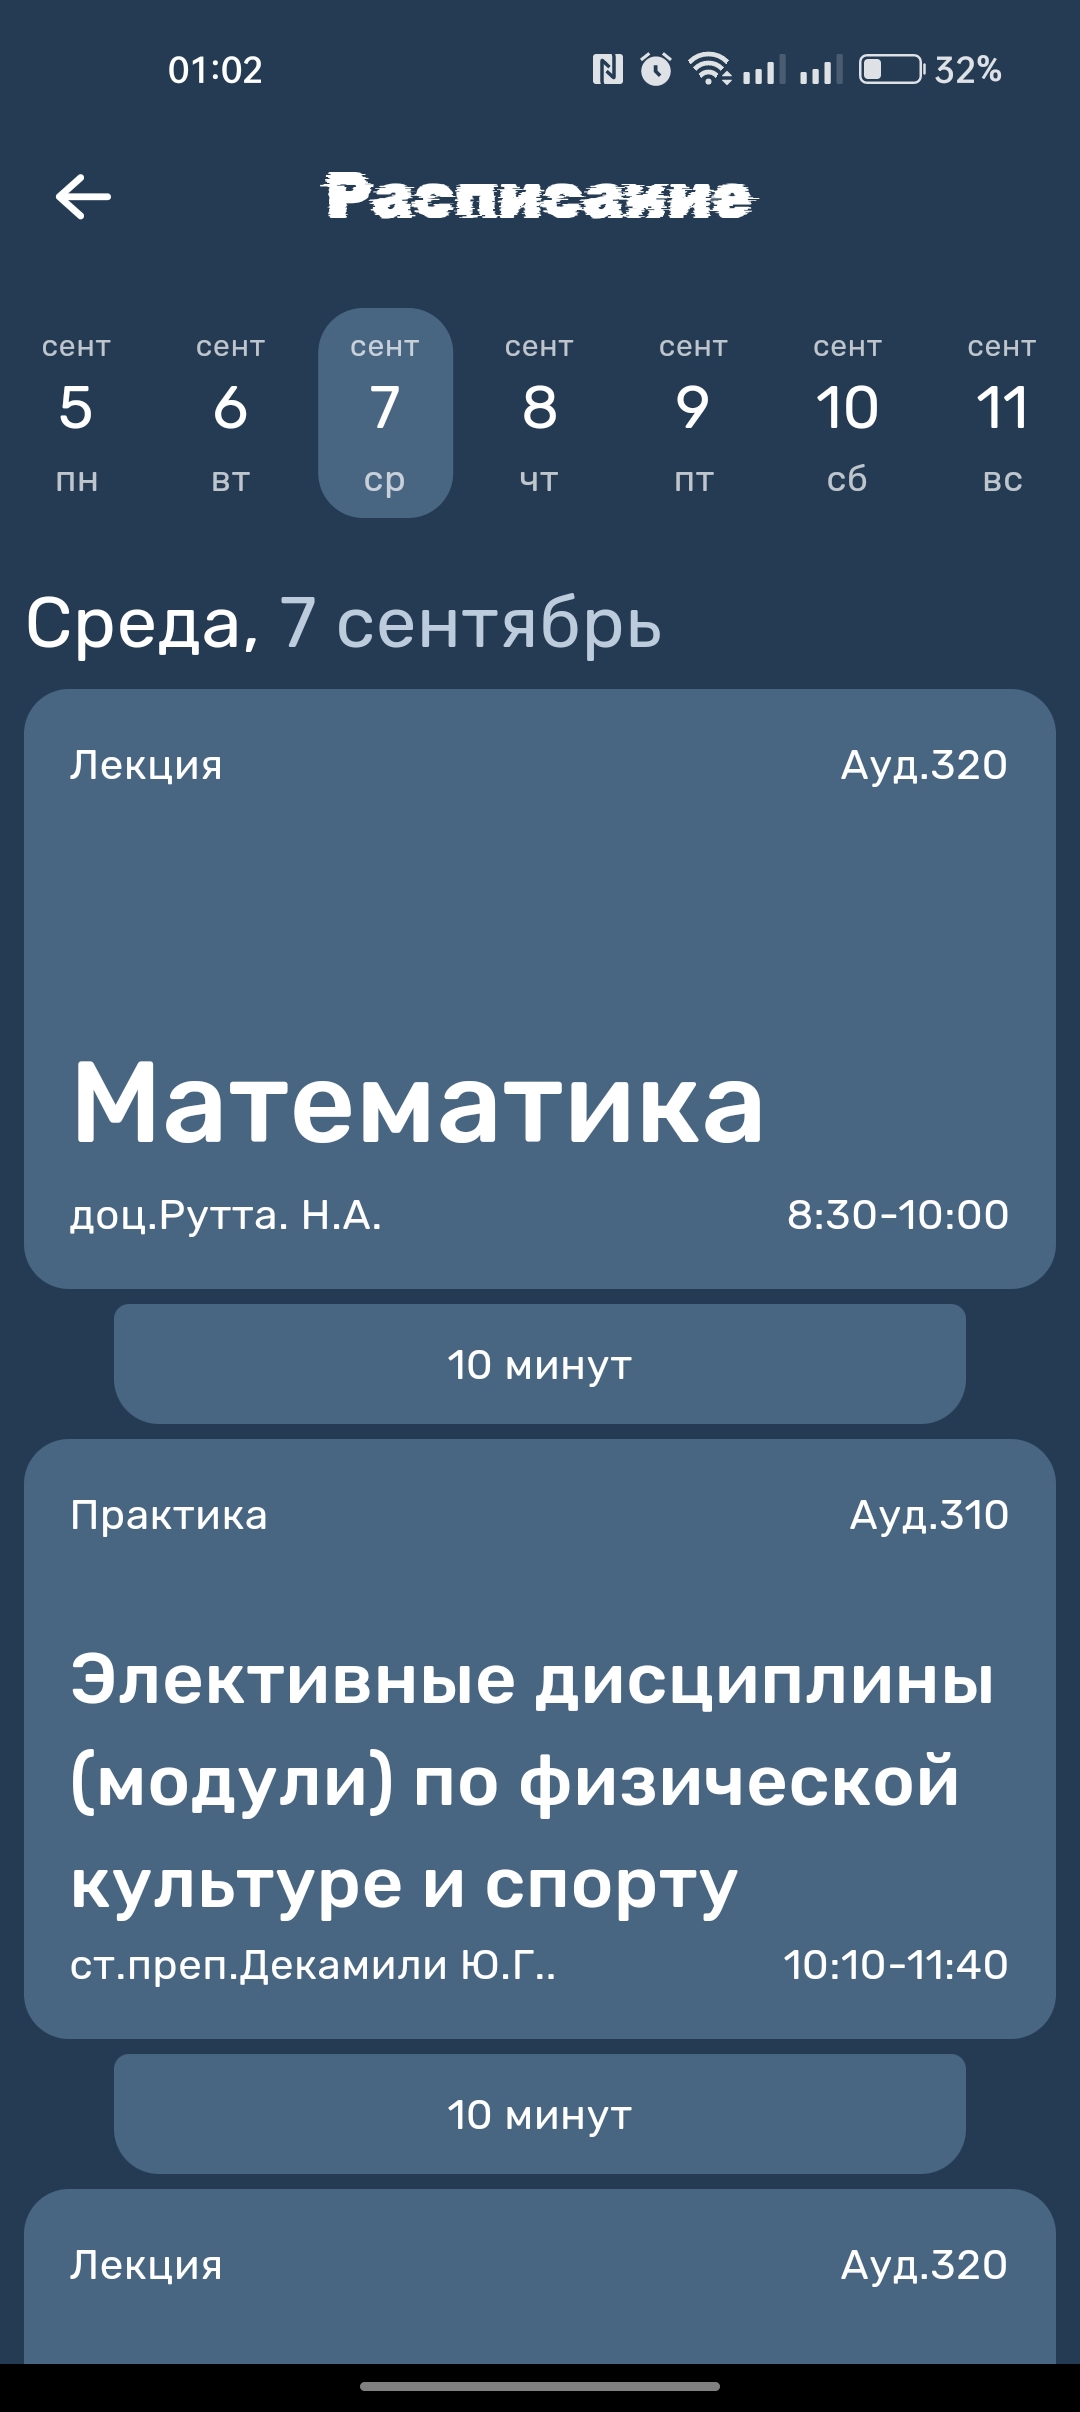 01:02
32%
Расписание
сент сент сент сент сент сент сент
5 6 7 8 9 10 11
пн вт ср чт пт сб вс
Среда, 7 сентябрь
Лекция Ауд.320
Математика
доц.Рутта. Н.А. 8:30-10:00
10 минут
Практика Ауд.310
Элективные дисциплины
(модули) по физической
культуре и спорту
ст.преп.Декамили Ю.Г.. 10:10-11:40
10 минут
Лекция Ауд.320